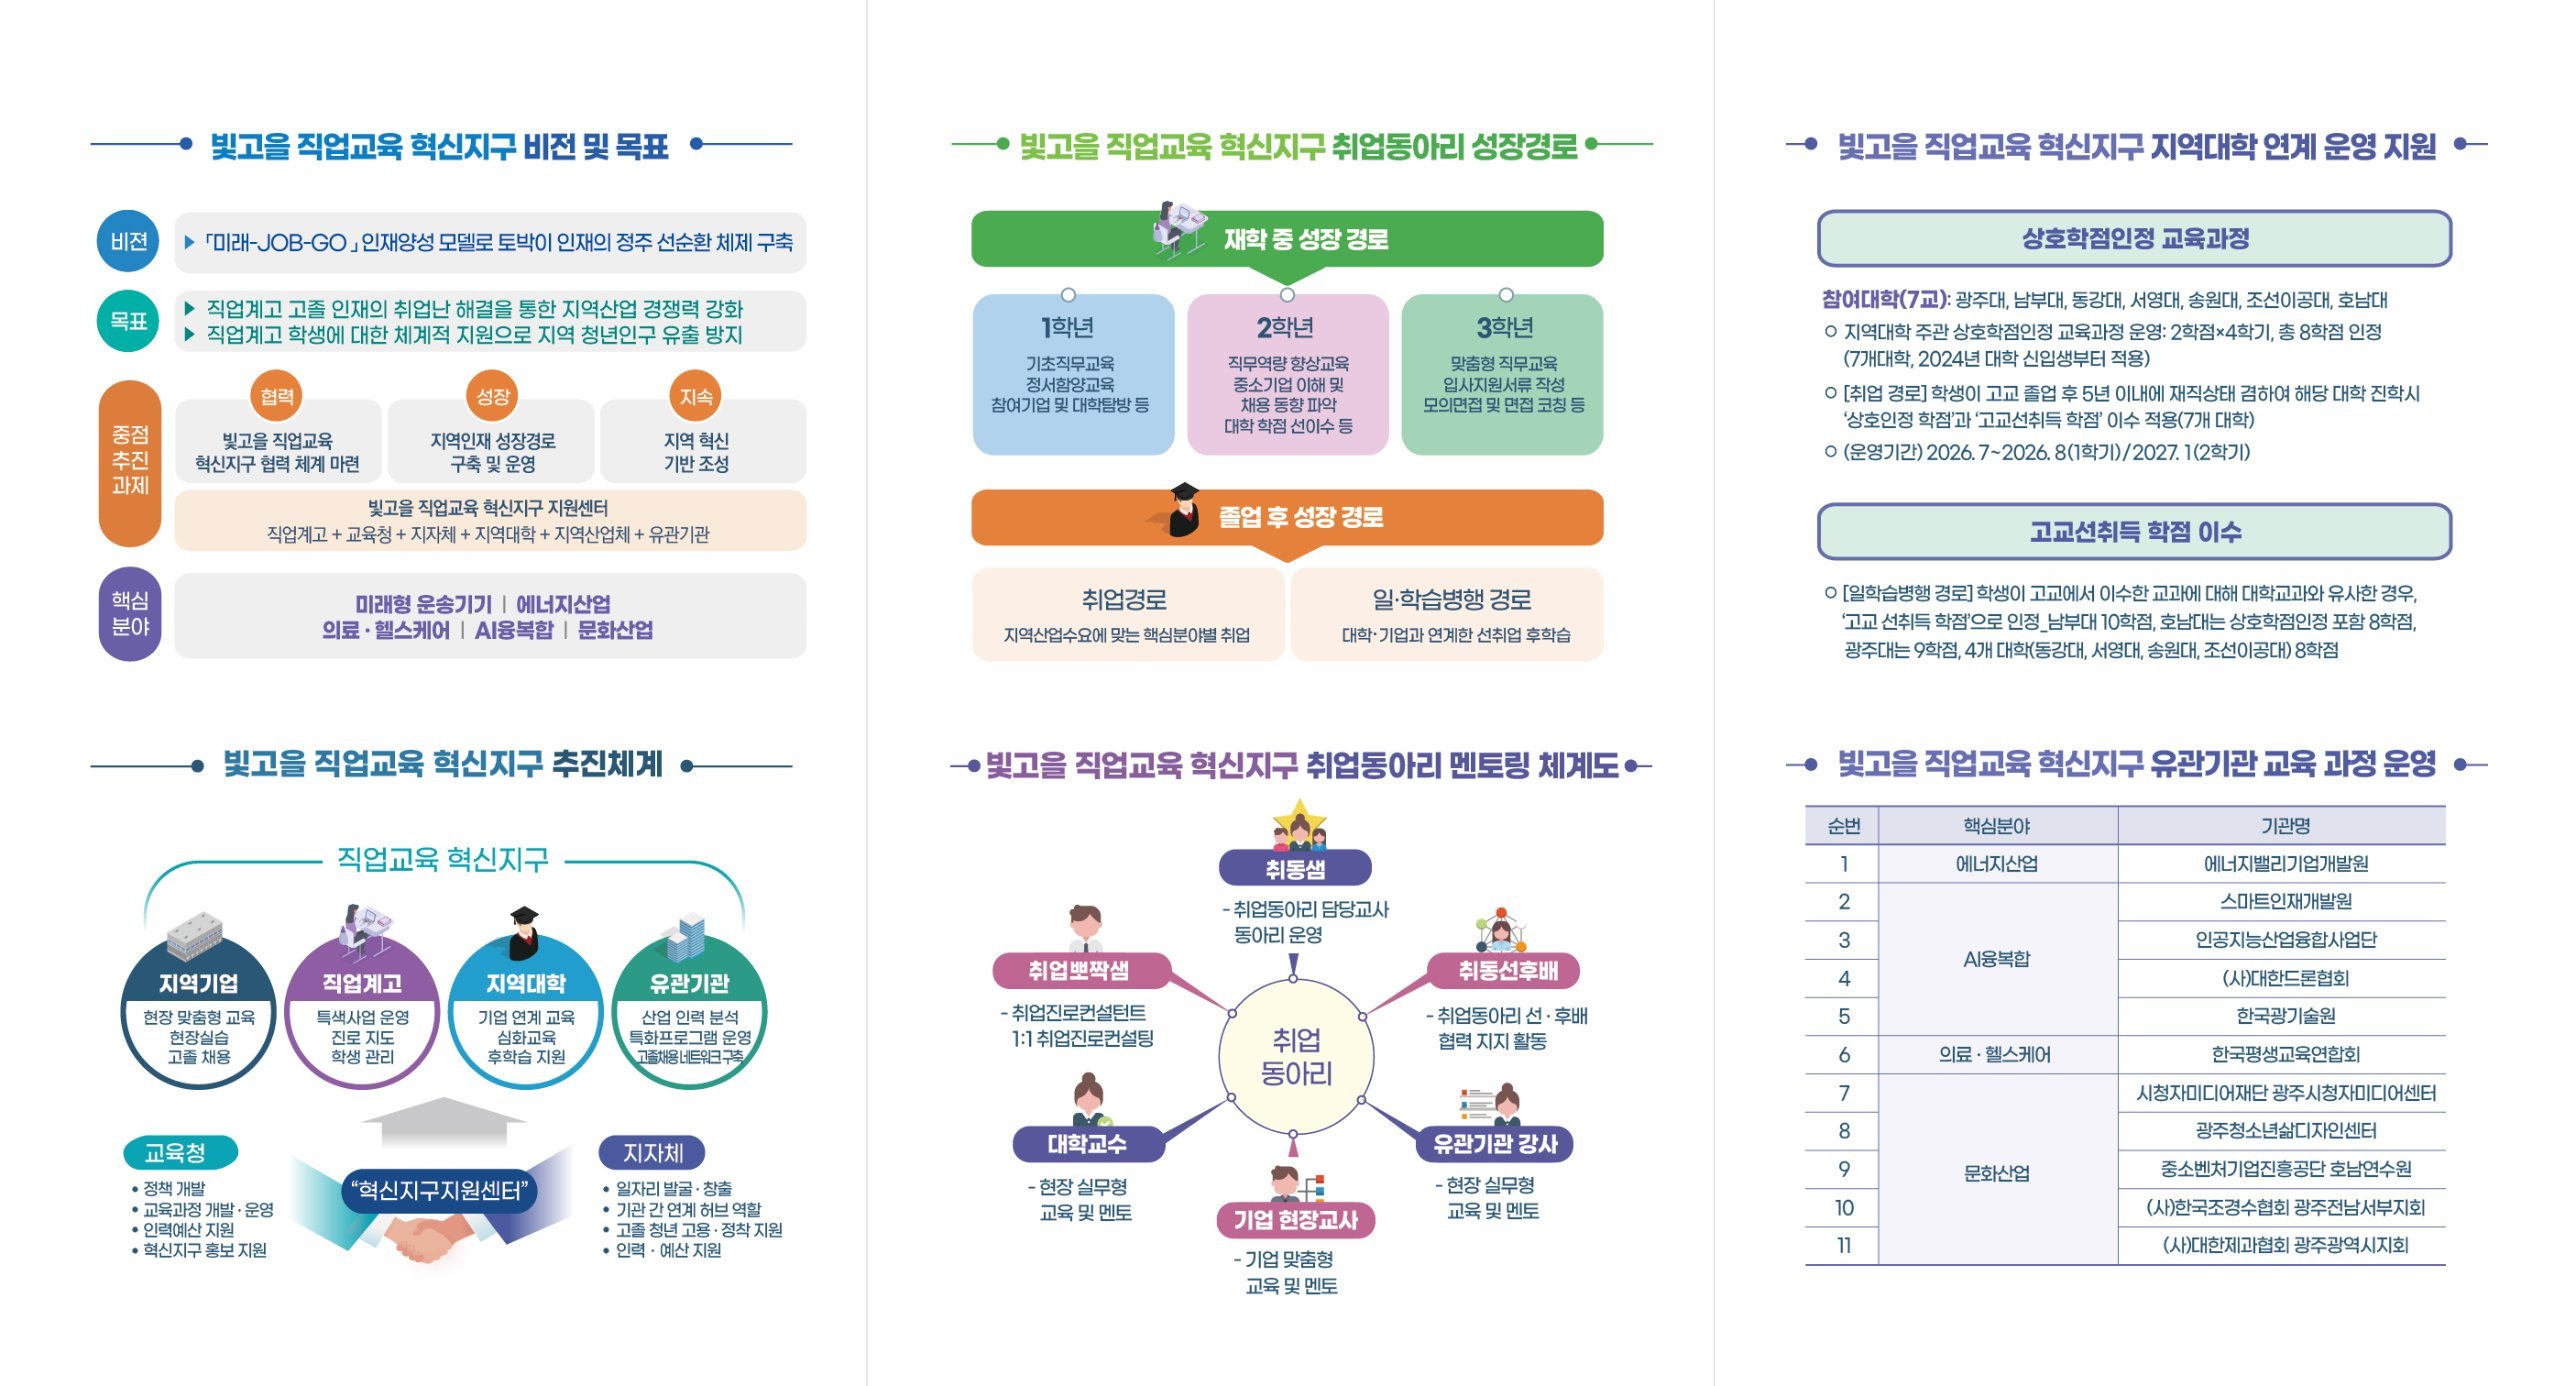 빛고을 직업교육 혁신지구 비전 및 목표
비전
「미래-JOB-GO」인재양성 모델로 토박이 인재의 정주 선순환 체제 구축
목표
직업계고 고졸 인재의 취업난 해결을 통한 지역산업 경쟁력 강화
직업계고 학생에 대한 체계적 지원으로 지역 청년인구 유출 방지
중점
추진
과제
협력
빛고을 직업교육
혁신지구 협력 체계 마련
성장
지역인재 성장경로
구축 및 운영
지속
지역 혁신
기반 조성
빛고을 직업교육 혁신지구 지원센터
직업계고 + 교육청 + 지자체 + 지역대학 + 지역산업체 + 유관기관
핵심
분야
미래형 운송기기 | 에너지산업
의료·헬스케어 | AI융복합 | 문화산업
빛고을 직업교육 혁신지구 추진체계
직업교육 혁신지구
지역기업
현장 맞춤형 교육
현장실습
고졸 채용
직업계고
특색사업 운영
진로 지도
학생 관리
지역대학
기업 연계 교육
심화교육
후학습 지원
유관기관
산업 인력 분석
특화프로그램 운영
고졸채용 네트워크 구축
교육청
• 정책 개발
• 교육과정 개발·운영
• 인력예산 지원
• 혁신지구 홍보 지원
“혁신지구지원센터”
지자체
• 일자리 발굴·창출
• 기관 간 연계 허브 역할
• 고졸 청년 고용·정착 지원
• 인력·예산 지원
빛고을 직업교육 혁신지구 취업동아리 성장경로
재학 중 성장 경로
1학년
기초직무교육
정서함양교육
참여기업 및 대학탐방 등
2학년
직무역량 향상교육
중소기업 이해 및
채용 동향 파악
대학 학점 선이수 등
3학년
맞춤형 직무교육
입사지원서류 작성
모의면접 및 면접 코칭 등
졸업 후 성장 경로
취업경로
지역산업수요에 맞는 핵심분야별 취업
일·학습병행 경로
대학·기업과 연계한 선취업 후학습
빛고을 직업교육 혁신지구 취업동아리 멘토링 체계도
취동샘
- 취업동아리 담당교사
동아리 운영
취업뽀짝샘
- 취업진로컨설턴트
1:1 취업진로컨설팅
취동선후배
- 취업동아리 선·후배
협력 지지 활동
취업
동아리
대학교수
- 현장 실무형
교육 및 멘토
유관기관 강사
- 현장 실무형
교육 및 멘토
기업 현장교사
- 기업 맞춤형
교육 및 멘토
빛고을 직업교육 혁신지구 지역대학 연계 운영 지원
상호학점인정 교육과정
참여대학(7교): 광주대, 남부대, 동강대, 서영대, 송원대, 조선이공대, 호남대
○ 지역대학 주관 상호학점인정 교육과정 운영: 2학점×4학기, 총 8학점 인정
(7개대학, 2024년 대학 신입생부터 적용)
○ [취업 경로] 학생이 고교 졸업 후 5년 이내에 재직상태 겸하여 해당 대학 진학시
‘상호인정 학점’과 ‘고교선취득 학점’ 이수 적용(7개 대학)
○ (운영기간) 2026. 7~2026. 8(1학기)/2027. 1(2학기)
고교선취득 학점 이수
○ [일학습병행 경로] 학생이 고교에서 이수한 교과에 대해 대학교과와 유사한 경우,
‘고교 선취득 학점’으로 인정_남부대 10학점, 호남대는 상호학점인정 포함 8학점,
광주대는 9학점, 4개 대학(동강대, 서영대, 송원대, 조선이공대) 8학점
빛고을 직업교육 혁신지구 유관기관 교육 과정 운영
순번 핵심분야 기관명
1 에너지산업 에너지밸리기업개발원
2 스마트인재개발원
3 인공지능산업융합사업단
AI융복합
4 (사)대한드론협회
5 한국광기술원
6 의료·헬스케어 한국평생교육연합회
7 시청자미디어재단 광주시청자미디어센터
8 광주청소년삶디자인센터
9 중소벤처기업진흥공단 호남연수원
문화산업
10 (사)한국조경수협회 광주전남서부지회
11 (사)대한제과협회 광주광역시지회